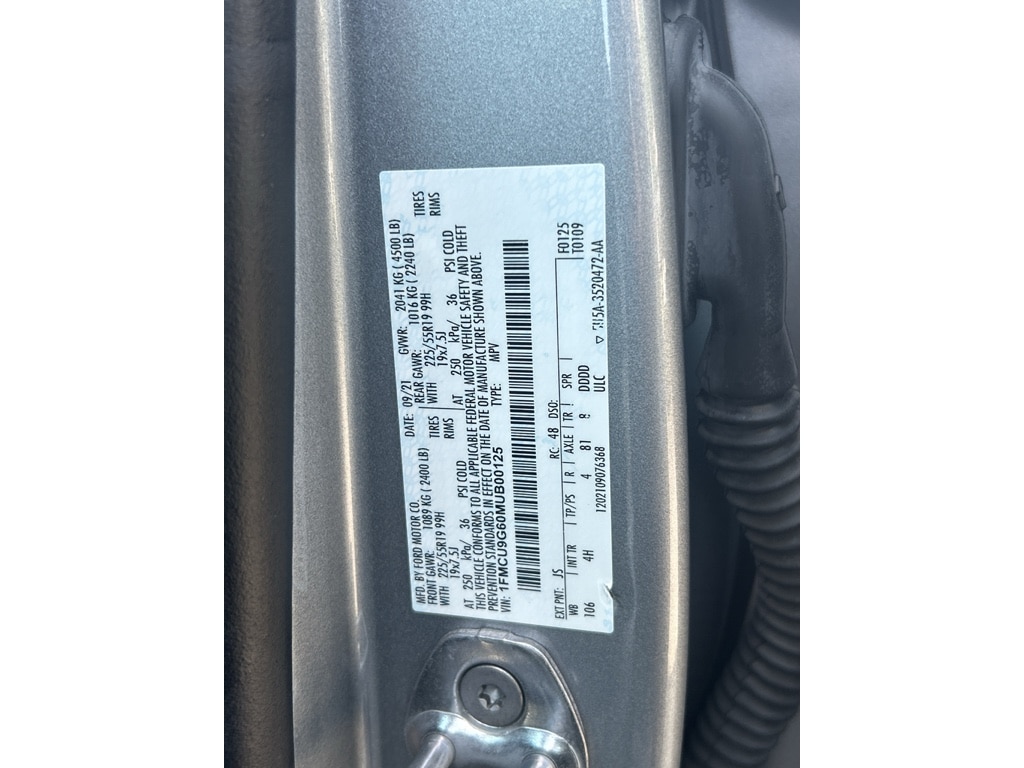 MFD. BY FORD MOTOR CO. DATE: 09/21 GVWR: 2041 KG ( 4500 LB)
FRONT GAWR: 1089 KG ( 2400 LB) REAR GAWR: 1016 KG ( 2240 LB)
WITH 225/55R19 99H TIRES WITH 225/55R19 99H TIRES
19x7.5J RIMS 19x7.5J RIMS
AT 250 kPa/ 36 PSI COLD AT 250 kPa/ 36 PSI COLD
THIS VEHICLE CONFORMS TO ALL APPLICABLE FEDERAL MOTOR VEHICLE SAFETY AND THEFT
PREVENTION STANDARDS IN EFFECT ON THE DATE OF MANUFACTURE SHOWN ABOVE.
VIN: 1FMCU9G60MUB00125 TYPE: MPV
F0125
T0109
EXT PNT: JS RC: 48 DSO:
WB INT TR TP/PS R AXLE TR SPR
106 4H 4 81 8 DDDD
120210907636​8 ULC
3520472-AA